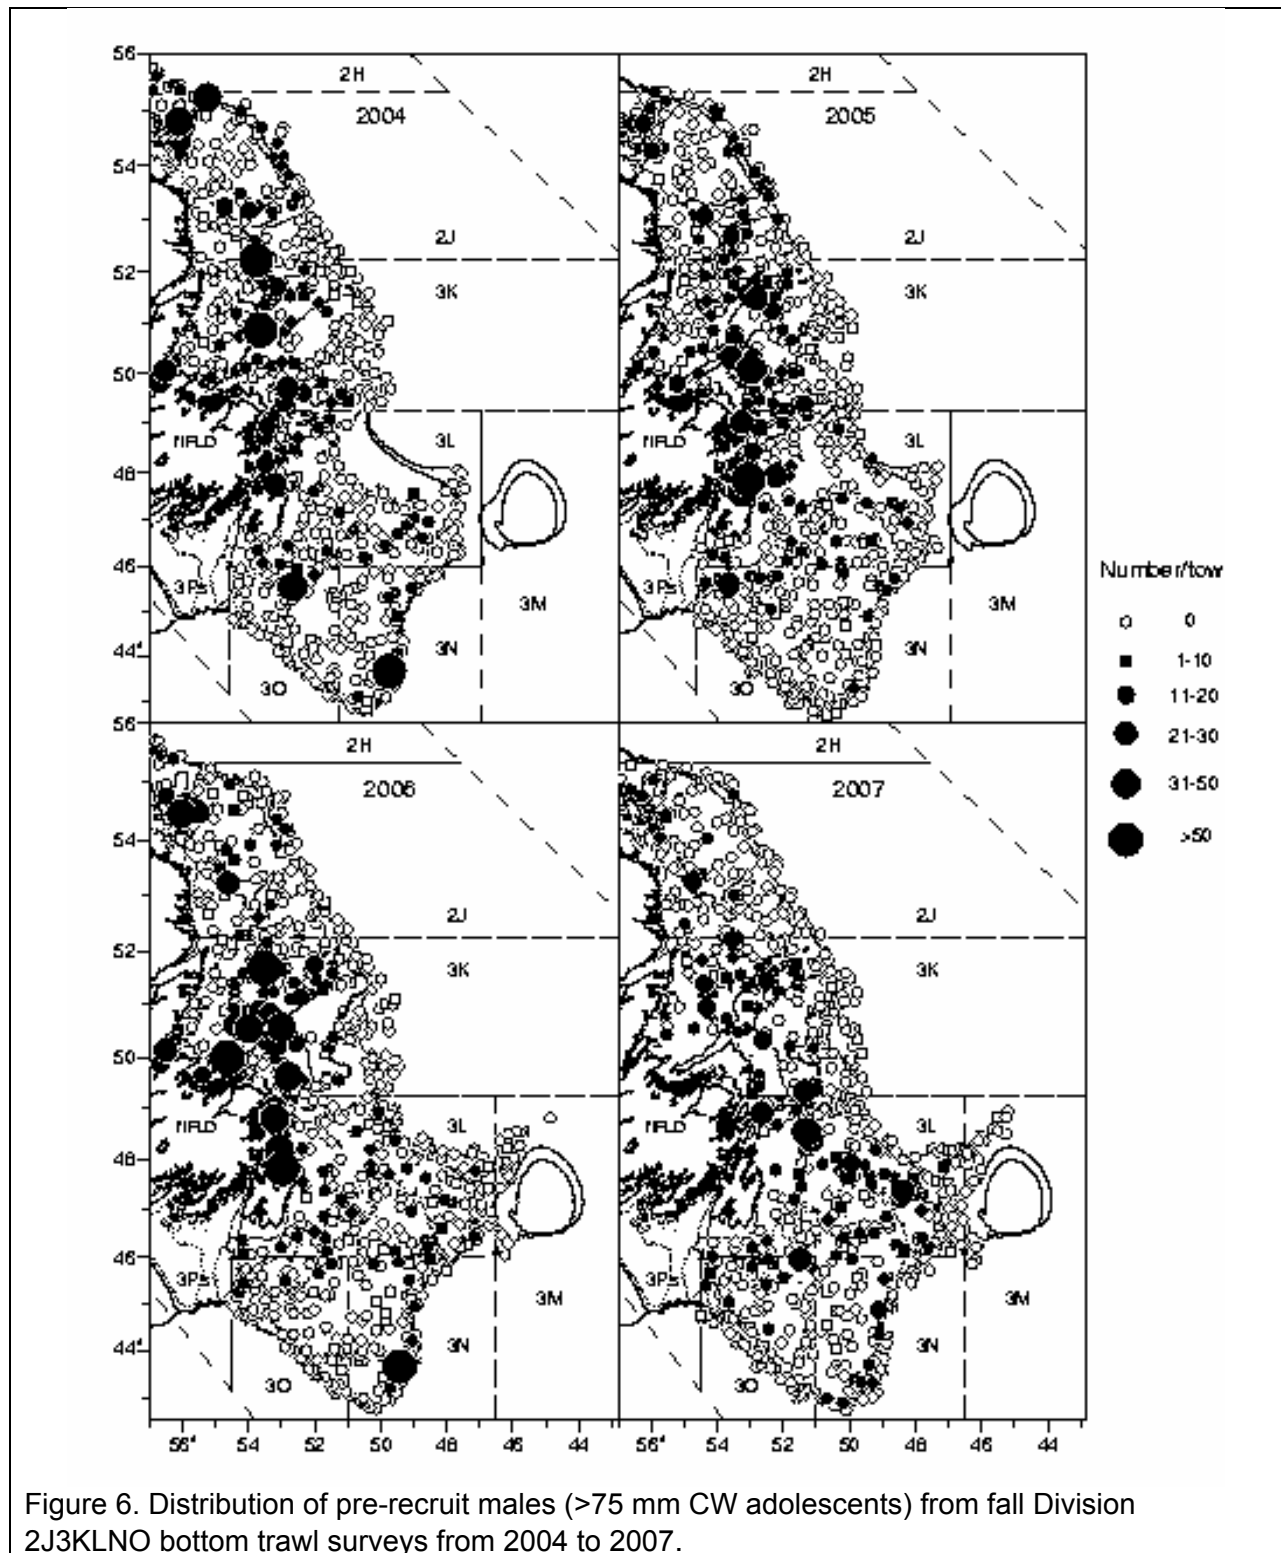 56
2H
2004
54
2J
52
3K
50
NFLD
3L
48
46
3Ps
3M
44°
3N
3O
2H
2005
2J
3K
NFLD
3L
3Ps
3M
3N
3O
Number/tow
0
1-10
11-20
21-30
31-50
>50
56
2H
2006
54
2J
52
3K
50
NFLD
3L
48
46
3Ps
3M
44°
3N
3O
56°
54
52
50
48
46
44
2H
2007
2J
3K
NFLD
3L
3Ps
3M
3N
3O
56°
54
52
50
48
46
44
Figure 6. Distribution of pre-recruit males (>75 mm CW adolescents) from fall Division
2J3KLNO bottom trawl surveys from 2004 to 2007.